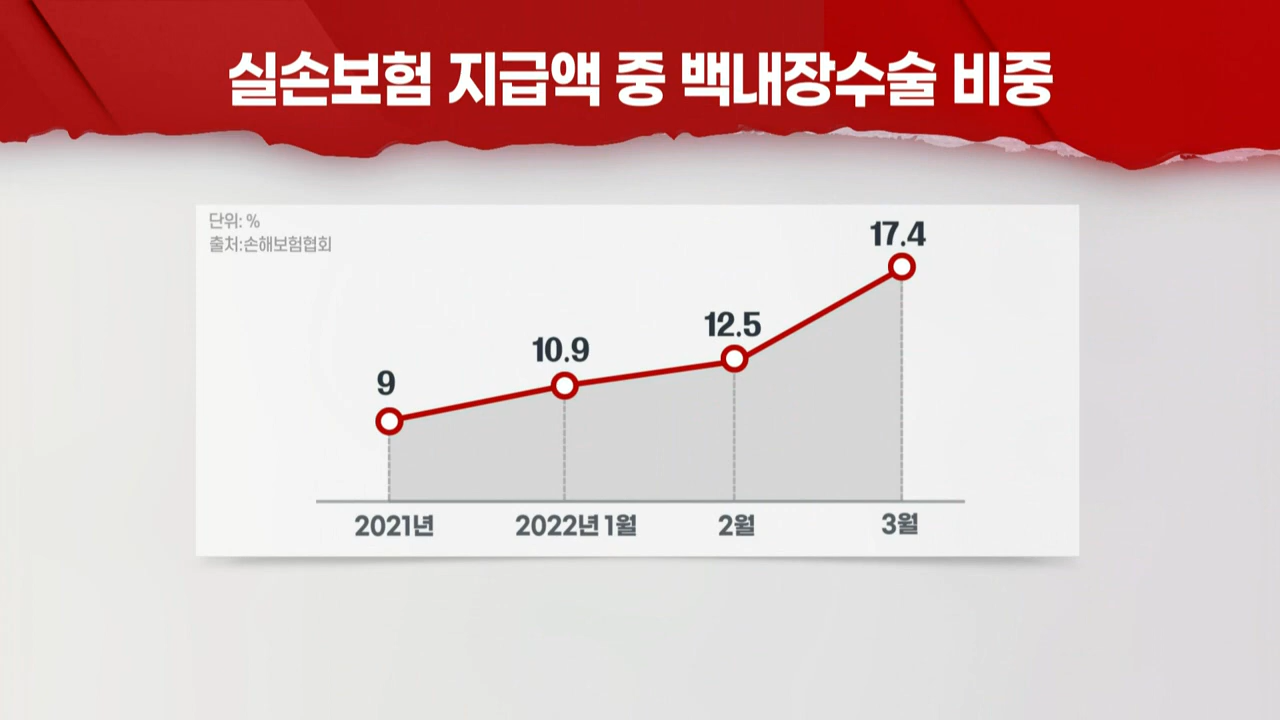 실손보험 지급액 중 백내장수술 비중
단위: %
출처:손해보험협회
17.4
12.5
10.9
9
2021년 2022년 1월 2월 3월